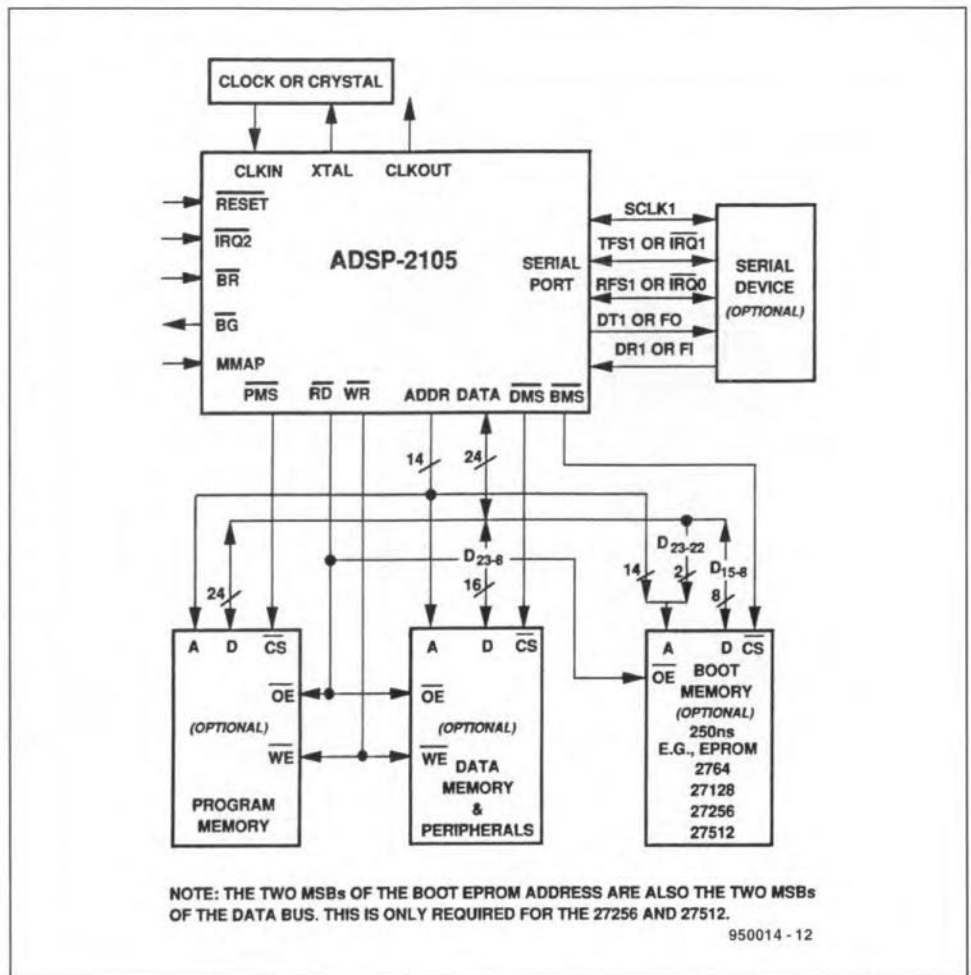 CLOCK OR CRYSTAL
CLKIN XTAL CLKOUT
RESET
IRQ2
BR
BG
MMAP
ADSP-2105
SERIAL
PORT
SCLK1
TFS1 OR IRQ1
RFS1 OR IRQ0
DT1 OR FO
DR1 OR FI
SERIAL
DEVICE
(OPTIONAL)
PMS RD WR ADDR DATA DMS BMS
14
24
D23-22
D23-8
14
2
D15-8
24
16
8
A D CS
OE
(OPTIONAL)
WE
PROGRAM
MEMORY
A D CS
OE
(OPTIONAL)
WE
DATA
MEMORY
&
PERIPHERALS
A D CS
OE
BOOT
MEMORY
(OPTIONAL)
250ns
E.G., EPROM
2764
27128
27256
27512
NOTE: THE TWO MSBs OF THE BOOT EPROM ADDRESS ARE ALSO THE TWO MSBs
OF THE DATA BUS. THIS IS ONLY REQUIRED FOR THE 27256 AND 27512.
950014 - 12